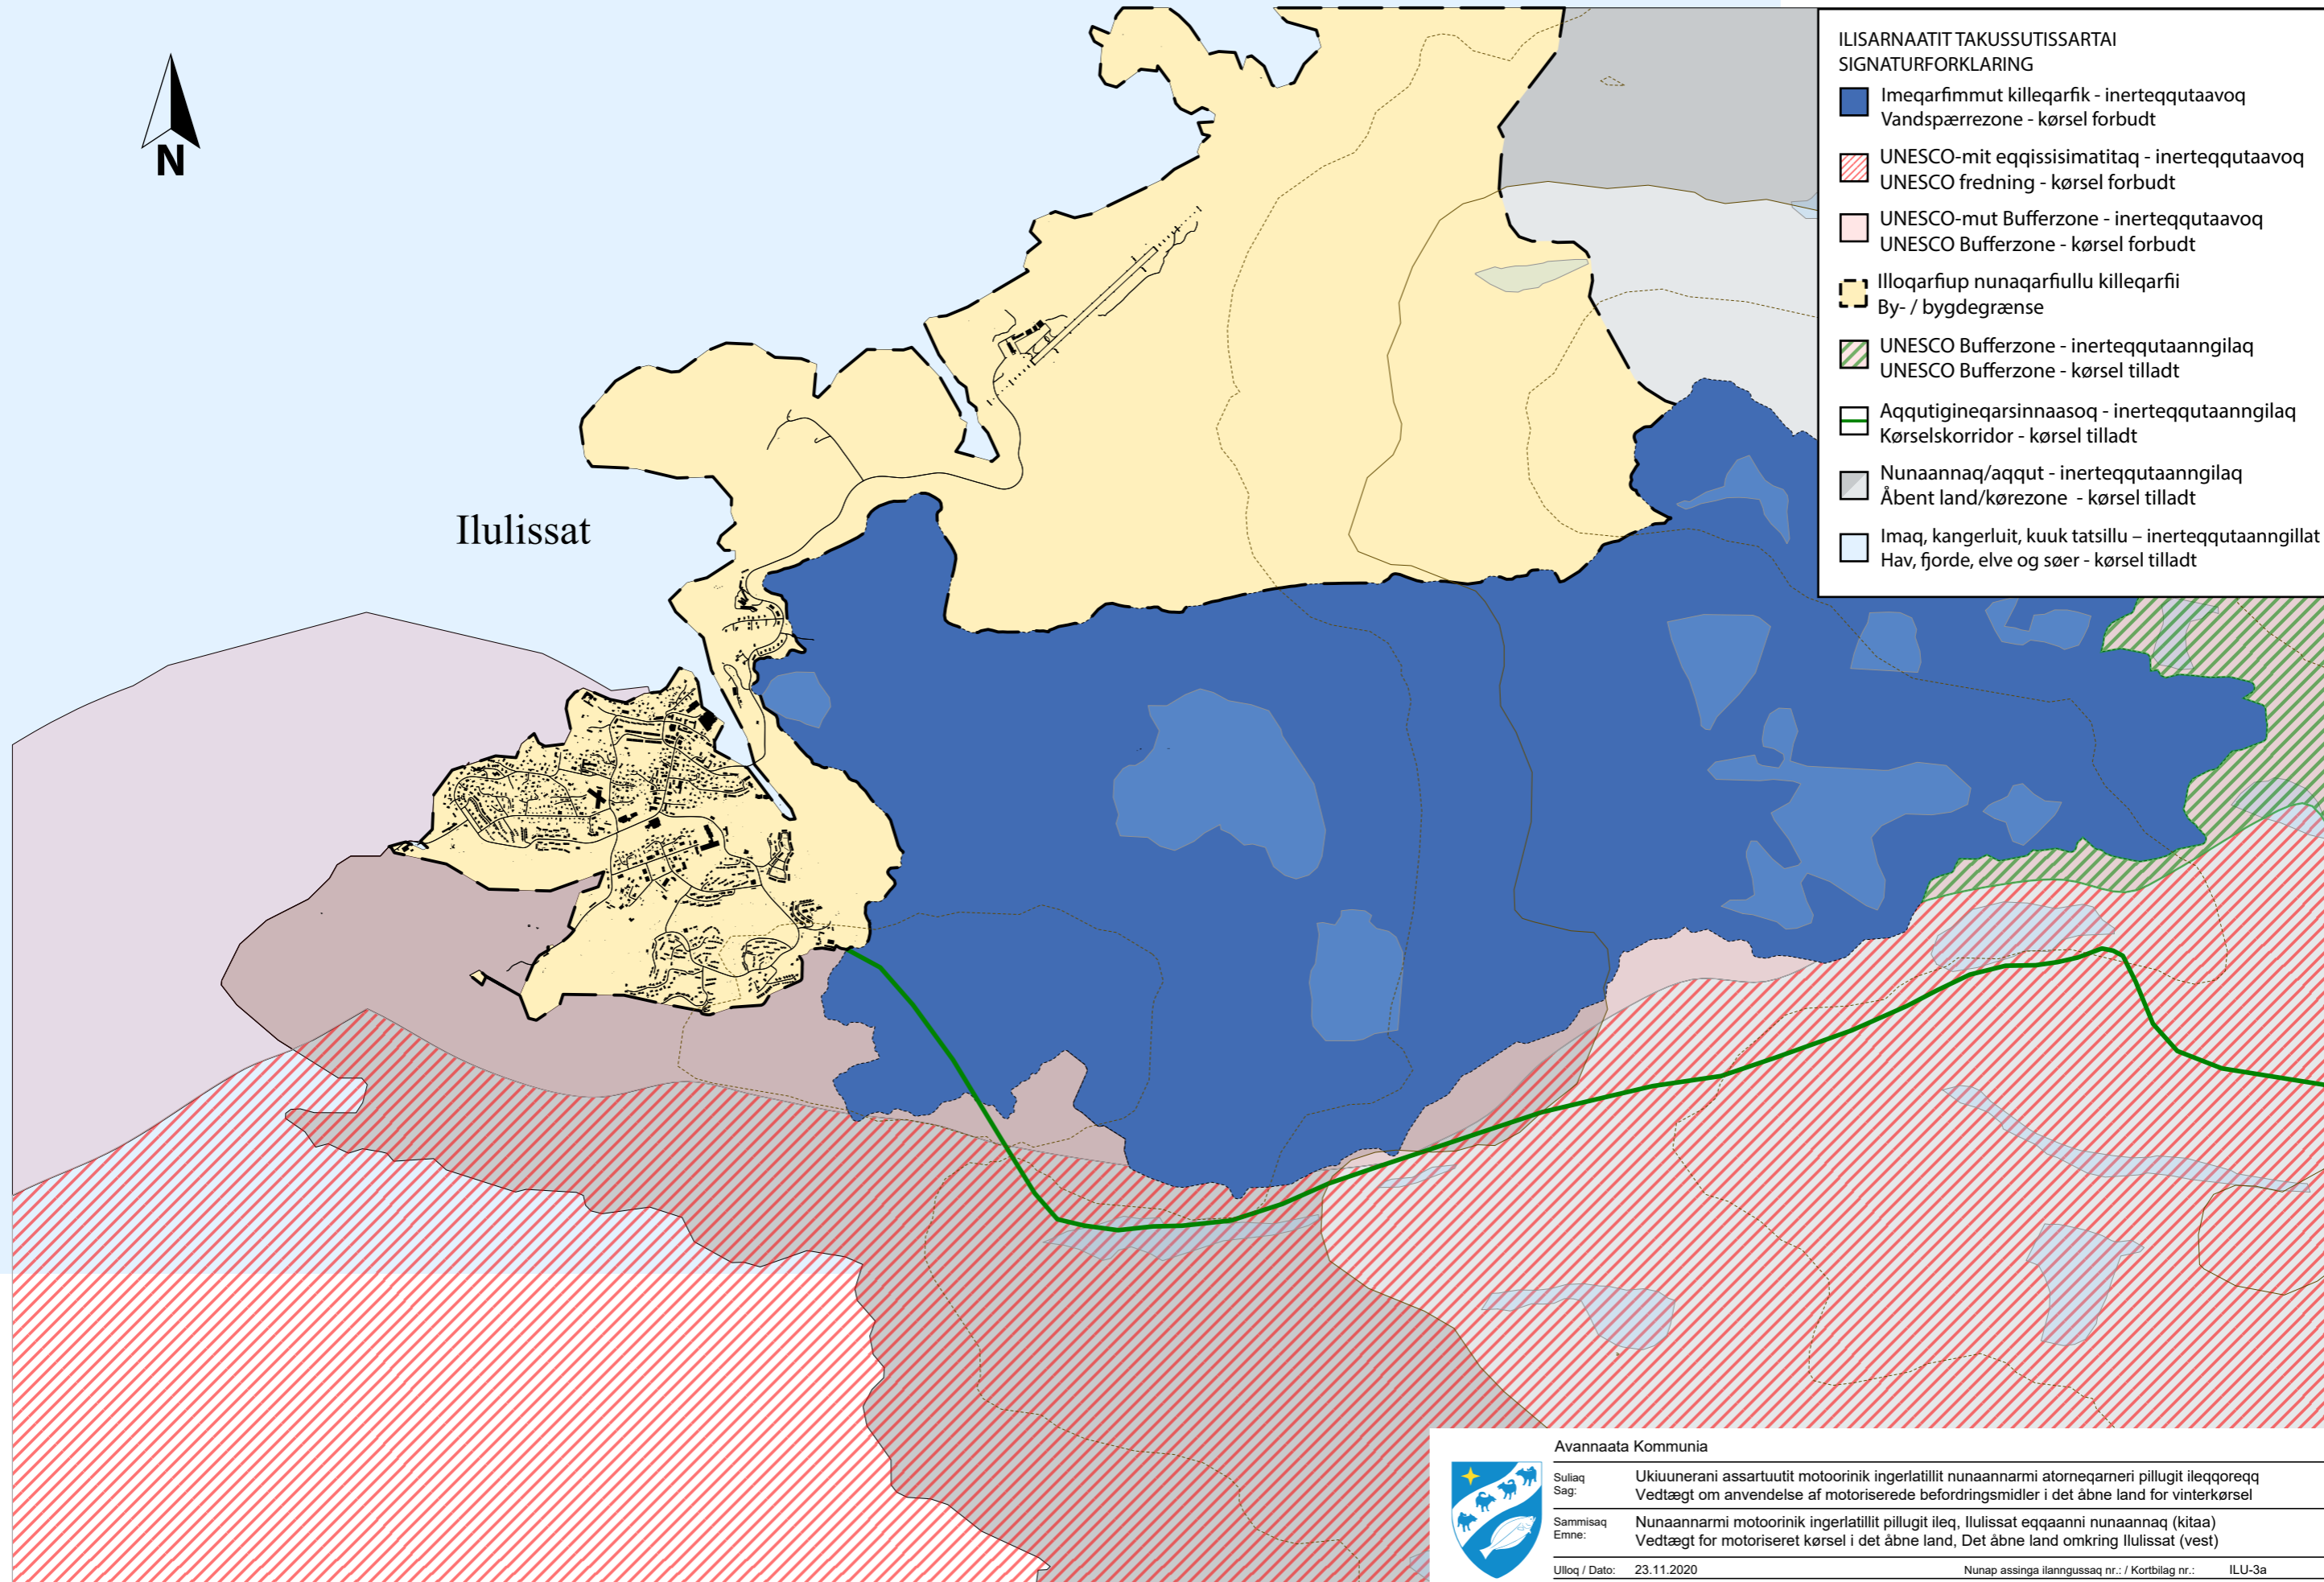 N
Ilulissat
ILISARNAATIT TAKUSSUTISSARTAI
SIGNATURFORKLARING
Imeqarfimmut killeqarfik - inerteqqutaavoq
Vandspærrezone - kørsel forbudt
UNESCO-mit eqqissisimatitaq - inerteqqutaavoq
UNESCO fredning - kørsel forbudt
UNESCO-mut Bufferzone - inerteqqutaavoq
UNESCO Bufferzone - kørsel forbudt
Illoqarfiup nunaqarfiullu killeqarfii
By- / bygdegrænse
UNESCO Bufferzone - inerteqqutaanngilaq
UNESCO Bufferzone - kørsel tilladt
Aqqutigineqarsinnaasoq - inerteqqutaanngilaq
Kørselskorridor - kørsel tilladt
Nunaannaq/aqqut - inerteqqutaanngilaq
Åbent land/kørezone - kørsel tilladt
Imaq, kangerluit, kuuk tatsillu – inerteqqutaanngillat
Hav, fjorde, elve og søer - kørsel tilladt
Avannaata Kommunia
Suliaq Ukiuunerani assartuutit motoorinik ingerlatillit nunaannarmi atorneqarneri pillugit ileqqoreqq
Sag: Vedtægt om anvendelse af motoriserede befordringsmidler i det åbne land for vinterkørsel
Sammisaq Nunaannarmi motoorinik ingerlatillit pillugit ileq, Ilulissat eqqaanni nunaannaq (kitaa)
Emne: Vedtægt for motoriseret kørsel i det åbne land, Det åbne land omkring Ilulissat (vest)
Ulloq / Dato: 23.11.2020 Nunap assinga ilanngussaq nr.: / Kortbilag nr.: ILU-3a